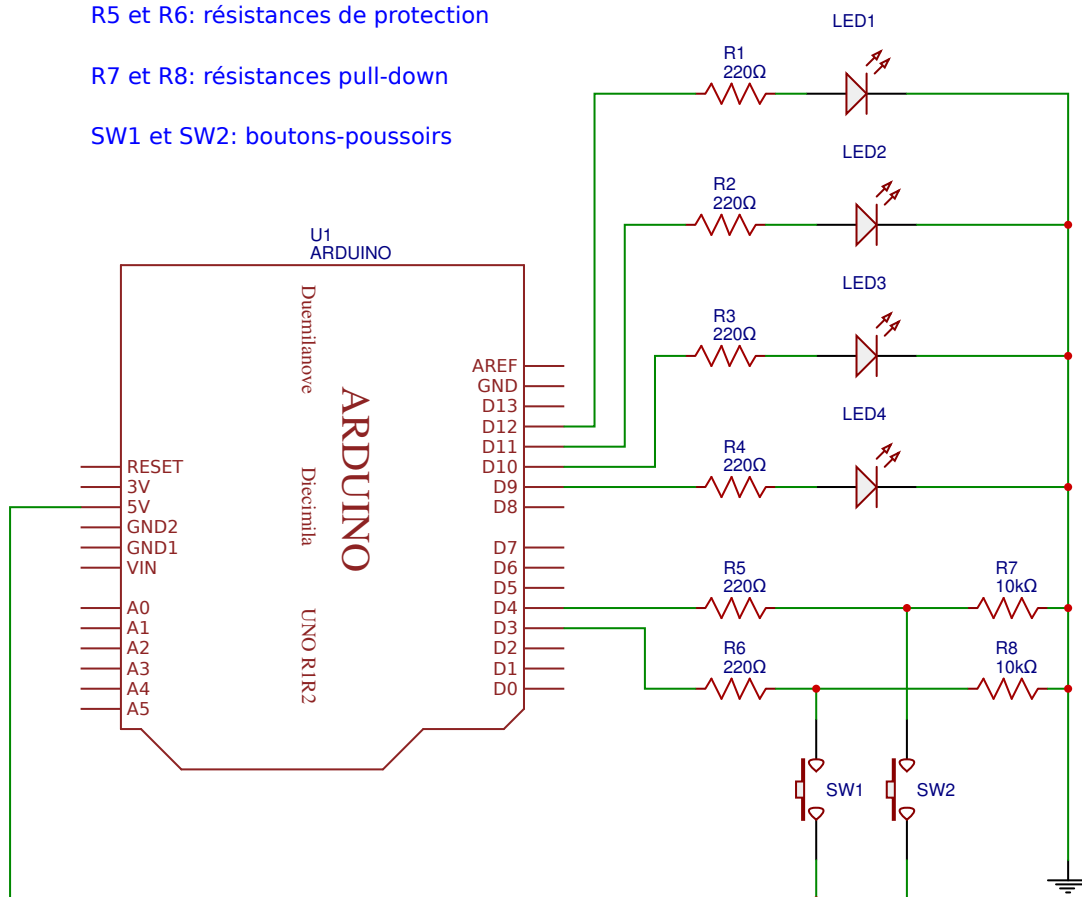 R5 et R6: résistances de protection
R7 et R8: résistances pull-down
SW1 et SW2: boutons-poussoirs
LED1
R1
220Ω
LED2
R2
220Ω
LED3
R3
220Ω
LED4
R4
220Ω
U1
ARDUINO
Duemilanove
ARDUINO
Diecimila
UNO R1R2
RESET
3V
5V
GND2
GND1
VIN
A0
A1
A2
A3
A4
A5
AREF
GND
D13
D12
D11
D10
D9
D8
D7
D6
D5
D4
D3
D2
D1
D0
R5
220Ω
R7
10kΩ
R6
220Ω
R8
10kΩ
SW1
SW2